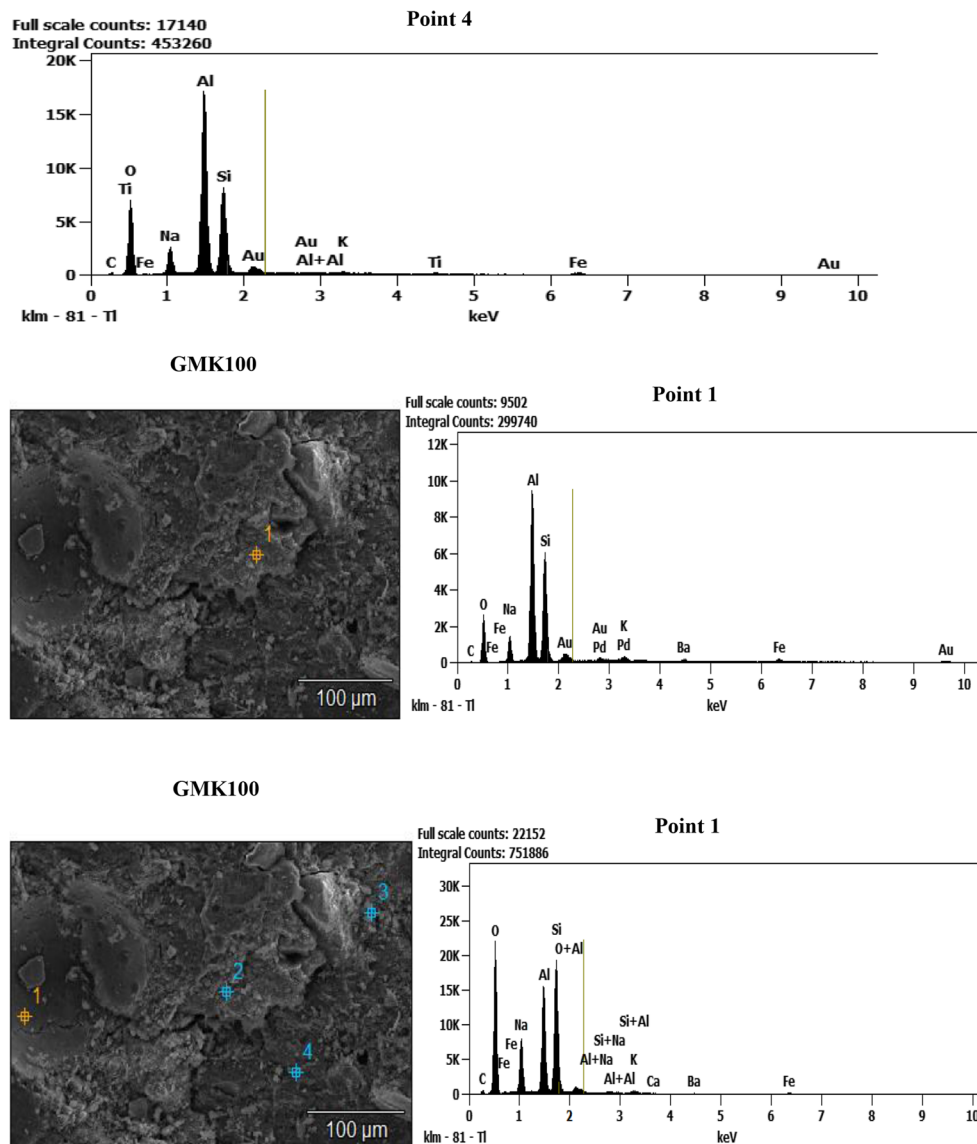 Point 4
Full scale counts: 17140
Integral Counts: 453260
20K
15K
10K
5K
0
Al
O
Ti
Si
Na
C
Fe
Au
Au
Al+Al
K
Ti
Fe
Au
0 1 2 3 4 5 6 7 8 9 10
klm - 81 - Tl
keV
GMK100
1
100 µm
Point 1
Full scale counts: 9502
Integral Counts: 299740
12K
10K
8K
6K
4K
2K
0
Al
Si
O
Na
Fe
C
Fe
Au
Au
Pd
K
Pd
Ba
Fe
Au
0 1 2 3 4 5 6 7 8 9 10
klm - 81 - Tl
keV
GMK100
3
2
1
4
100 µm
Point 1
Full scale counts: 22152
Integral Counts: 751886
30K
25K
20K
15K
10K
5K
0
O
Si
O+Al
Al
Na
Fe
Fe
C
Si+Al
Si+Na
Al+Na
K
Al+Al
Ca
Ba
Fe
0 1 2 3 4 5 6 7 8 9 10
klm - 81 - Tl
keV